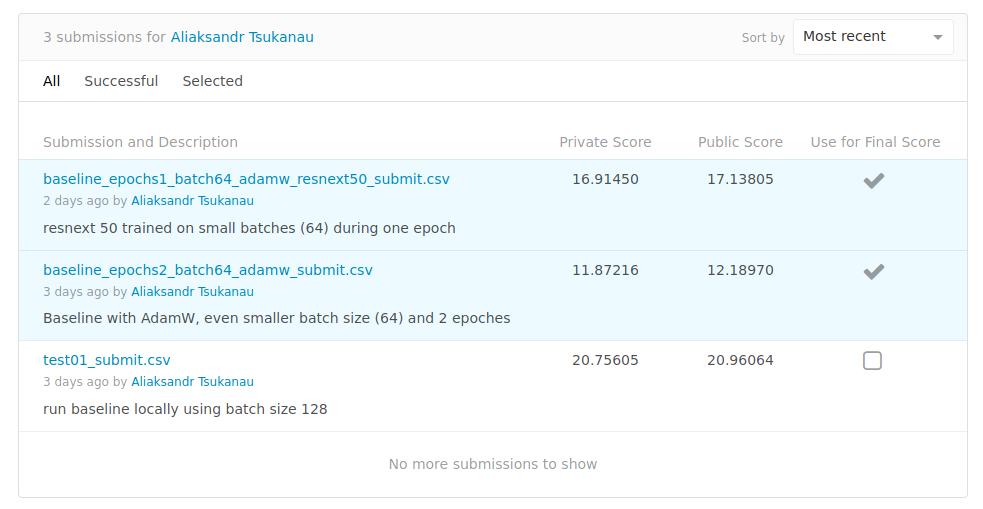 3 submissions for Aliaksandr Tsukanau
Sort by Most recent
All Successful Selected
Submission and Description Private Score Public Score Use for Final Score
baseline_epochs1_batch64_adamw_resnext50_submit.csv 16.91450 17.13805
2 days ago by Aliaksandr Tsukanau
resnext 50 trained on small batches (64) during one epoch
baseline_epochs2_batch64_adamw_submit.csv 11.87216 12.18970
3 days ago by Aliaksandr Tsukanau
Baseline with AdamW, even smaller batch size (64) and 2 epoches
test01_submit.csv 20.75605 20.96064
3 days ago by Aliaksandr Tsukanau
run baseline locally using batch size 128
No more submissions to show